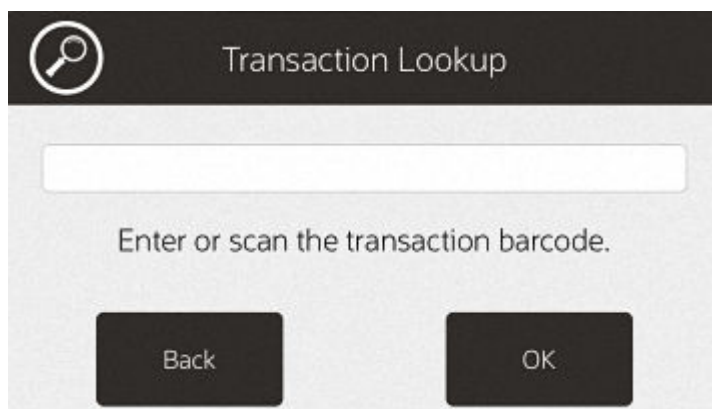 Transaction Lookup
Enter or scan the transaction barcode.
Back
OK